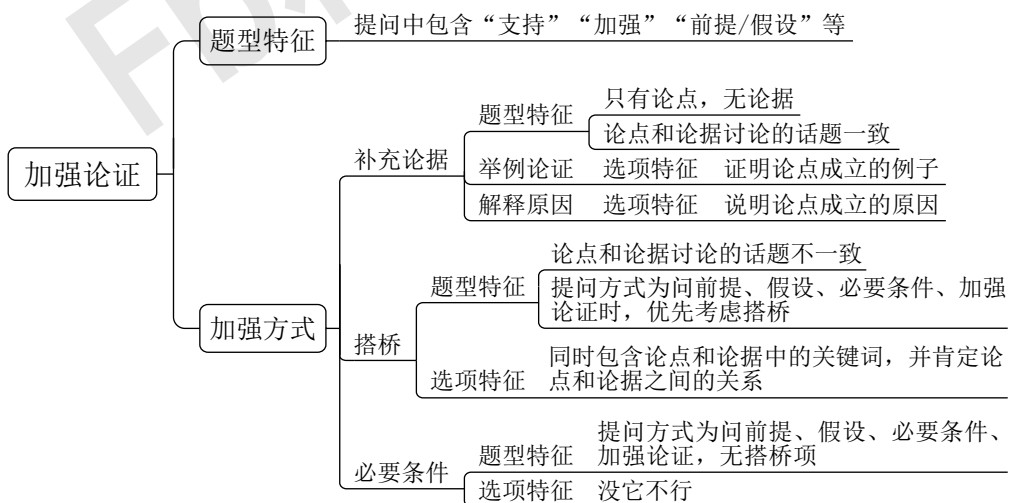 提问中包含“支持”“加强”“前提/假设”等
题型特征
只有论点，无论据
题型特征
论点和论据讨论的话题一致
补充论据
举例论证 选项特征 证明论点成立的例子
加强论证
解释原因 选项特征 说明论点成立的原因
论点和论据讨论的话题不一致
题型特征
提问方式为问前提、假设、必要条件、加强
论证时，优先考虑搭桥
加强方式
搭桥
同时包含论点和论据中的关键词，并肯定论
选项特征 点和论据之间的关系
提问方式为问前提、假设、必要条件、
题型特征 加强论证，无搭桥项
必要条件
选项特征 没它不行